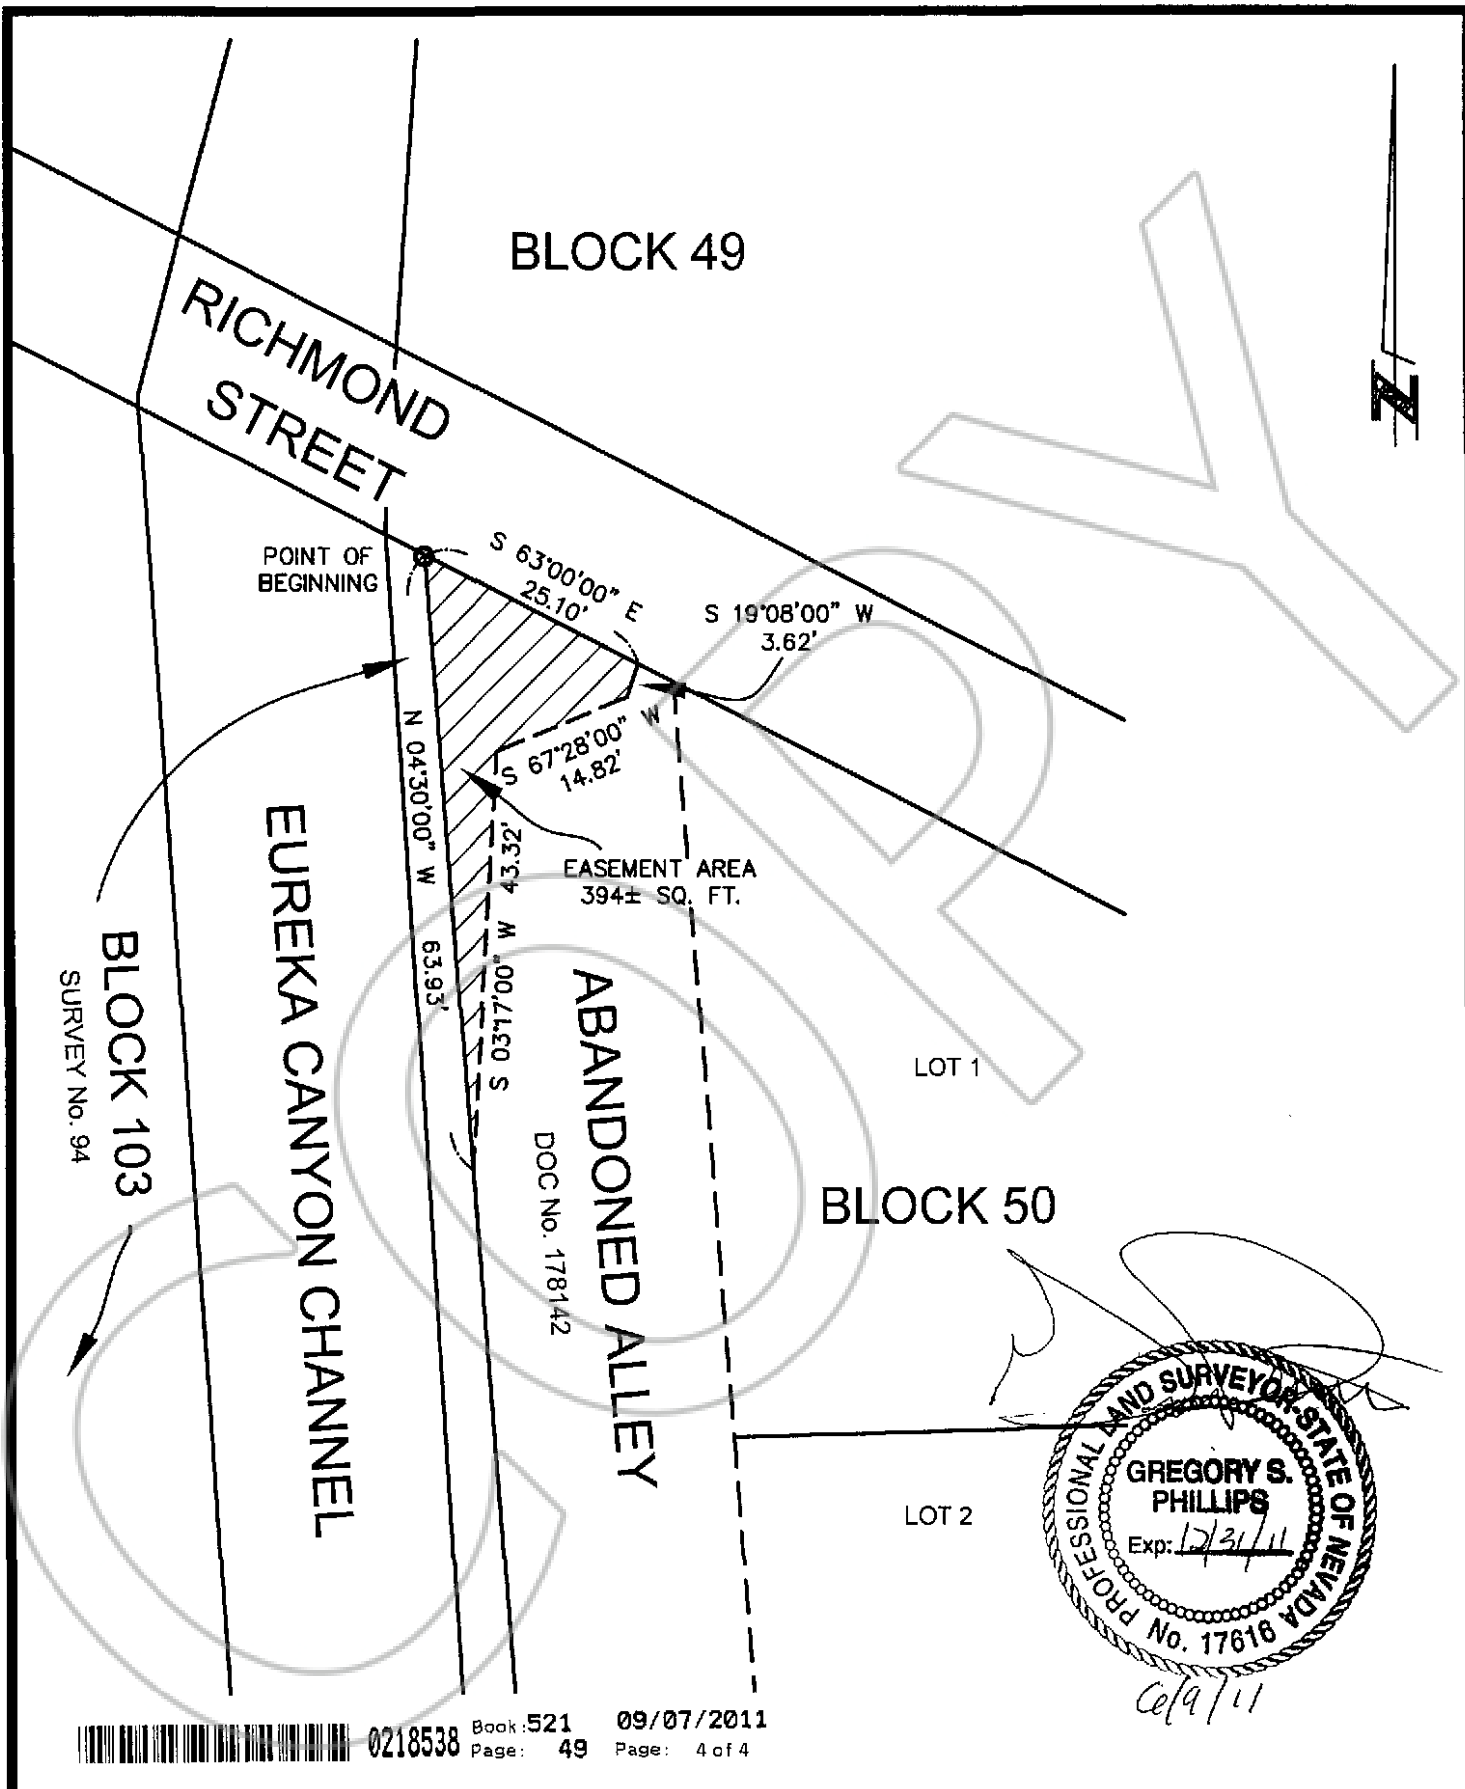 BLOCK 49
RICHMOND
STREET
N
POINT OF
BEGINNING
S 63°00'00" E
25.10'
S 19°08'00" W
3.62'
S 67°28'00" W
14.82'
N 04°30'00" W 63.93'
S 03°17'00" W 43.32'
EASEMENT AREA
394± SQ. FT.
EUREKA CANYON CHANNEL
BLOCK 103
SURVEY No. 94
ABANDONED ALLEY
DOC No. 178142
LOT 1
BLOCK 50
LOT 2
PROFESSIONAL LAND SURVEYOR-STATE OF NEVADA
GREGORY S.
PHILLIPS
Exp: 12/31/11
No. 17616
6/9/11
COPY
0218538 Book: 521 09/07/2011
Page: 49 Page: 4 of 4